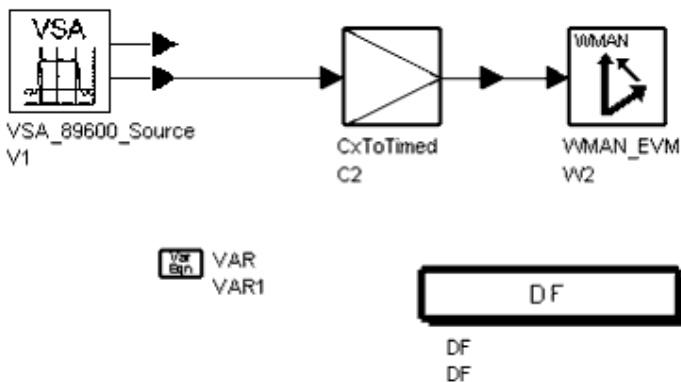 VSA
VSA_89600_Source
V1
CxToTimed
C2
WMAN
WMAN_EVM
W2
Var
Eqn
VAR
VAR1
DF
DF
DF